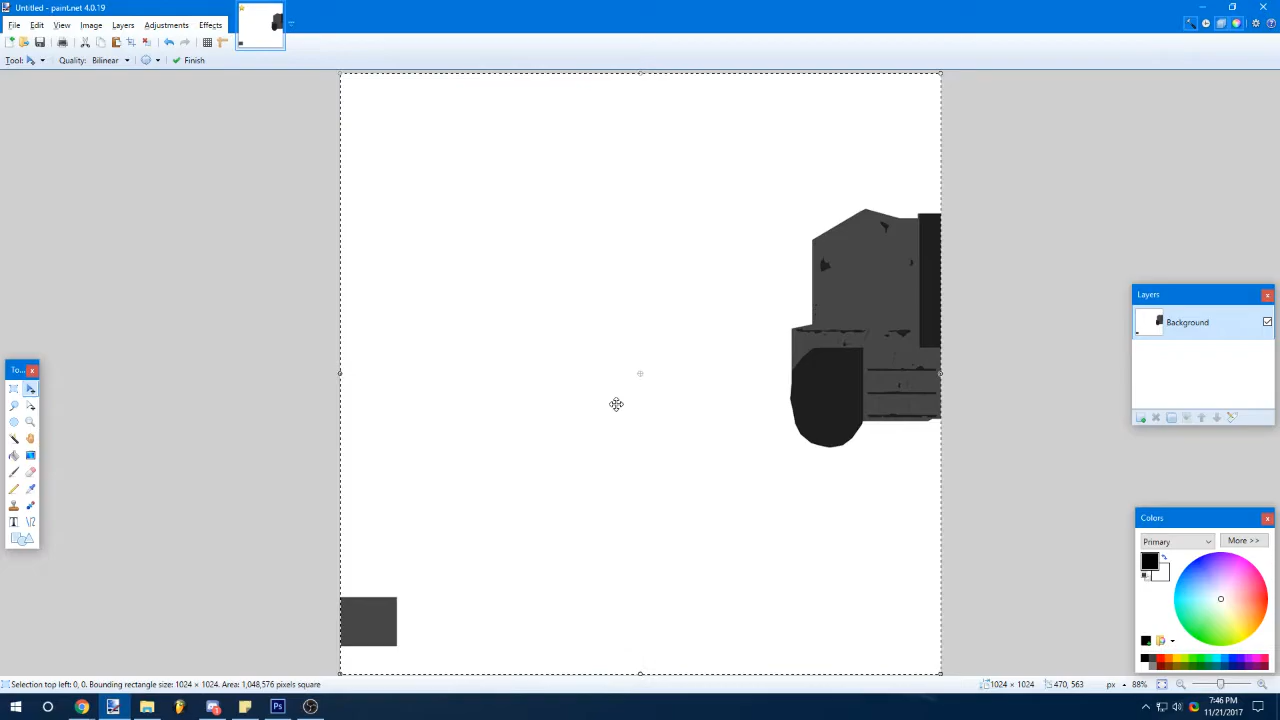 Untitled - paint.net 4.0.19
File Edit View Image Layers Adjustments Effects
Tool: Quality: Bilinear Finish
Layers
Background
To...
Colors
Primary More >>
Selection top left 0, 0. Bounding rectangle size: 1024 × 1024. Area: 1,048,576 pixels square
1024 × 1024 470, 563 px 88%
7:46 PM
11/21/2017